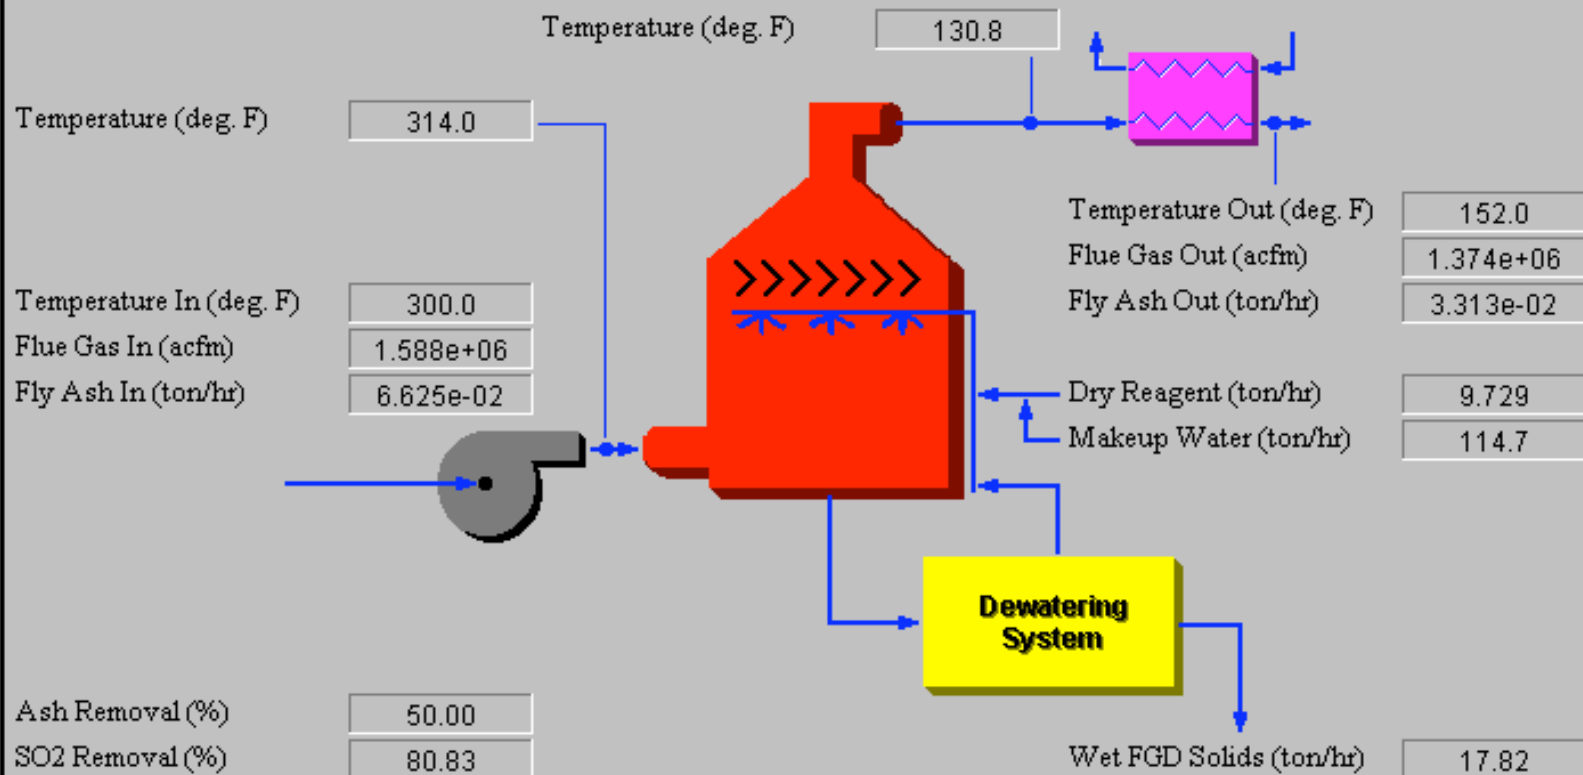 Temperature (deg. F) 130.8
Temperature (deg. F) 314.0
Temperature Out (deg. F) 152.0
Flue Gas Out (acfm) 1.374e+06
Fly Ash Out (ton/hr) 3.313e-02
Temperature In (deg. F) 300.0
Flue Gas In (acfm) 1.588e+06
Fly Ash In (ton/hr) 6.625e-02
Dry Reagent (ton/hr) 9.729
Makeup Water (ton/hr) 114.7
Dewatering
System
Ash Removal (%) 50.00
SO2 Removal (%) 80.83
Wet FGD Solids (ton/hr) 17.82